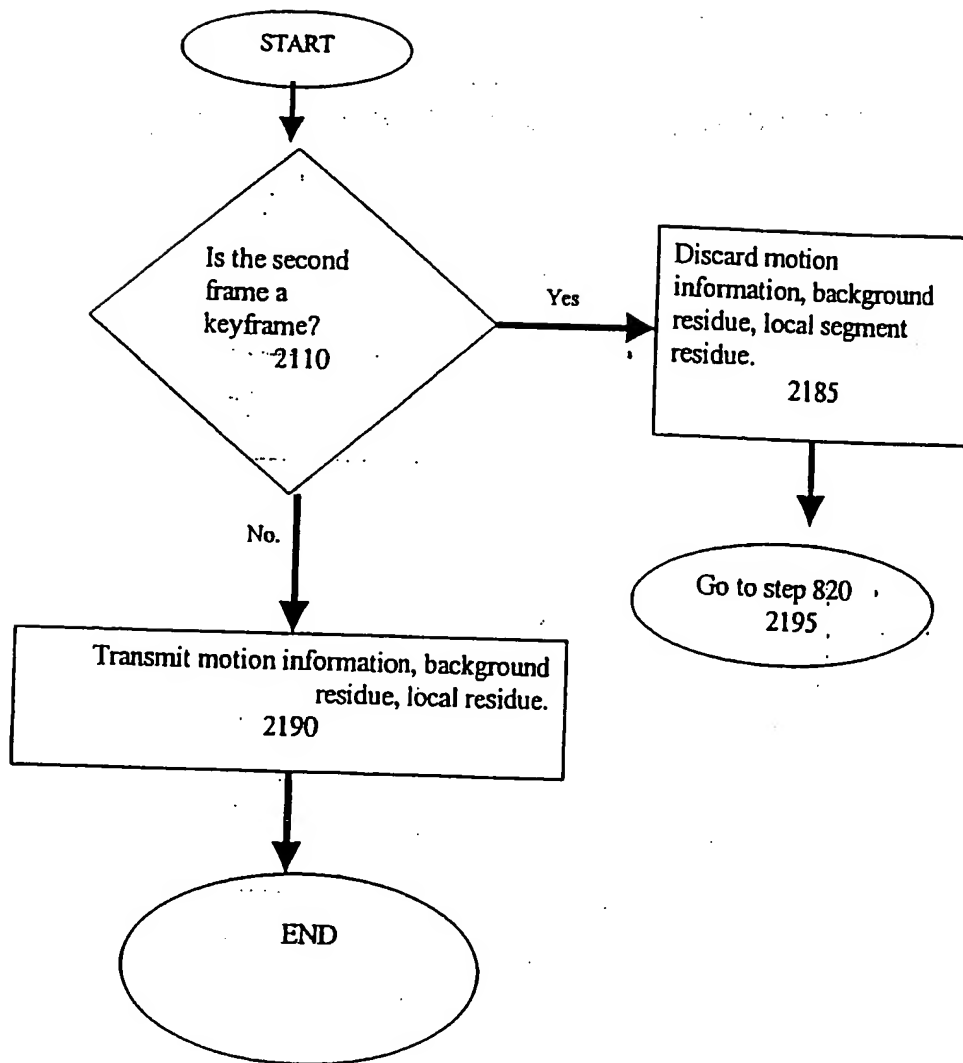 START
Is the second
frame a
keyframe?
2110
Yes
Discard motion
information, background
residue, local segment
residue.
2185
No.
Go to step 820
2195
Transmit motion information, background
residue, local residue.
2190
END